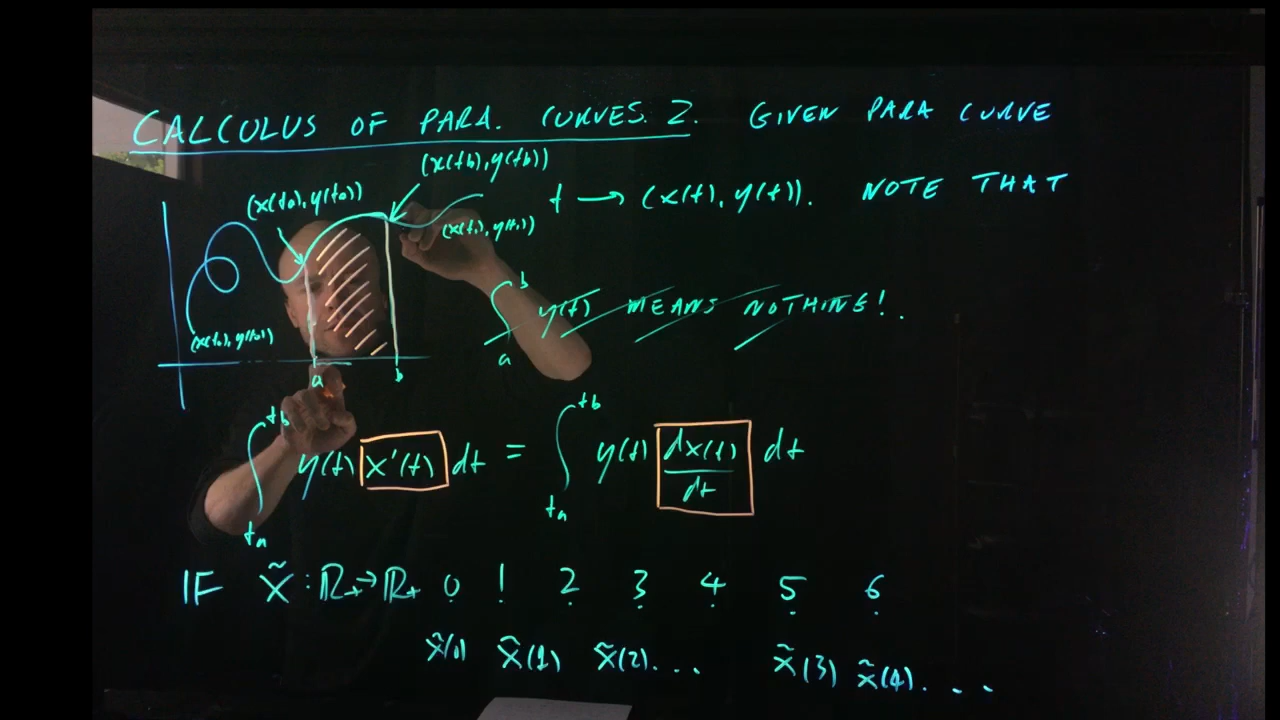 CALCULUS OF PARA. CURVES. 2. GIVEN PARA CURVE
t → (x(t), y(t)). NOTE THAT
(x(tb), y(tb))
(x(ta), y(ta))
(x(t₁), y(t₁))
(x(t₀), y(t₀))
a b
∫ₐᵇ y(t) MEANS NOTHING!.
∫_{ta}^{tb} y(t) x'(t) dt = ∫_{ta}^{tb} y(t) dx(t)/dt dt
IF x̃ : ℝ₊→ℝ₊ 0 1 2 3 4 5 6
x̃(0) x̃(1) x̃(2)... x̃(3) x̃(4)....